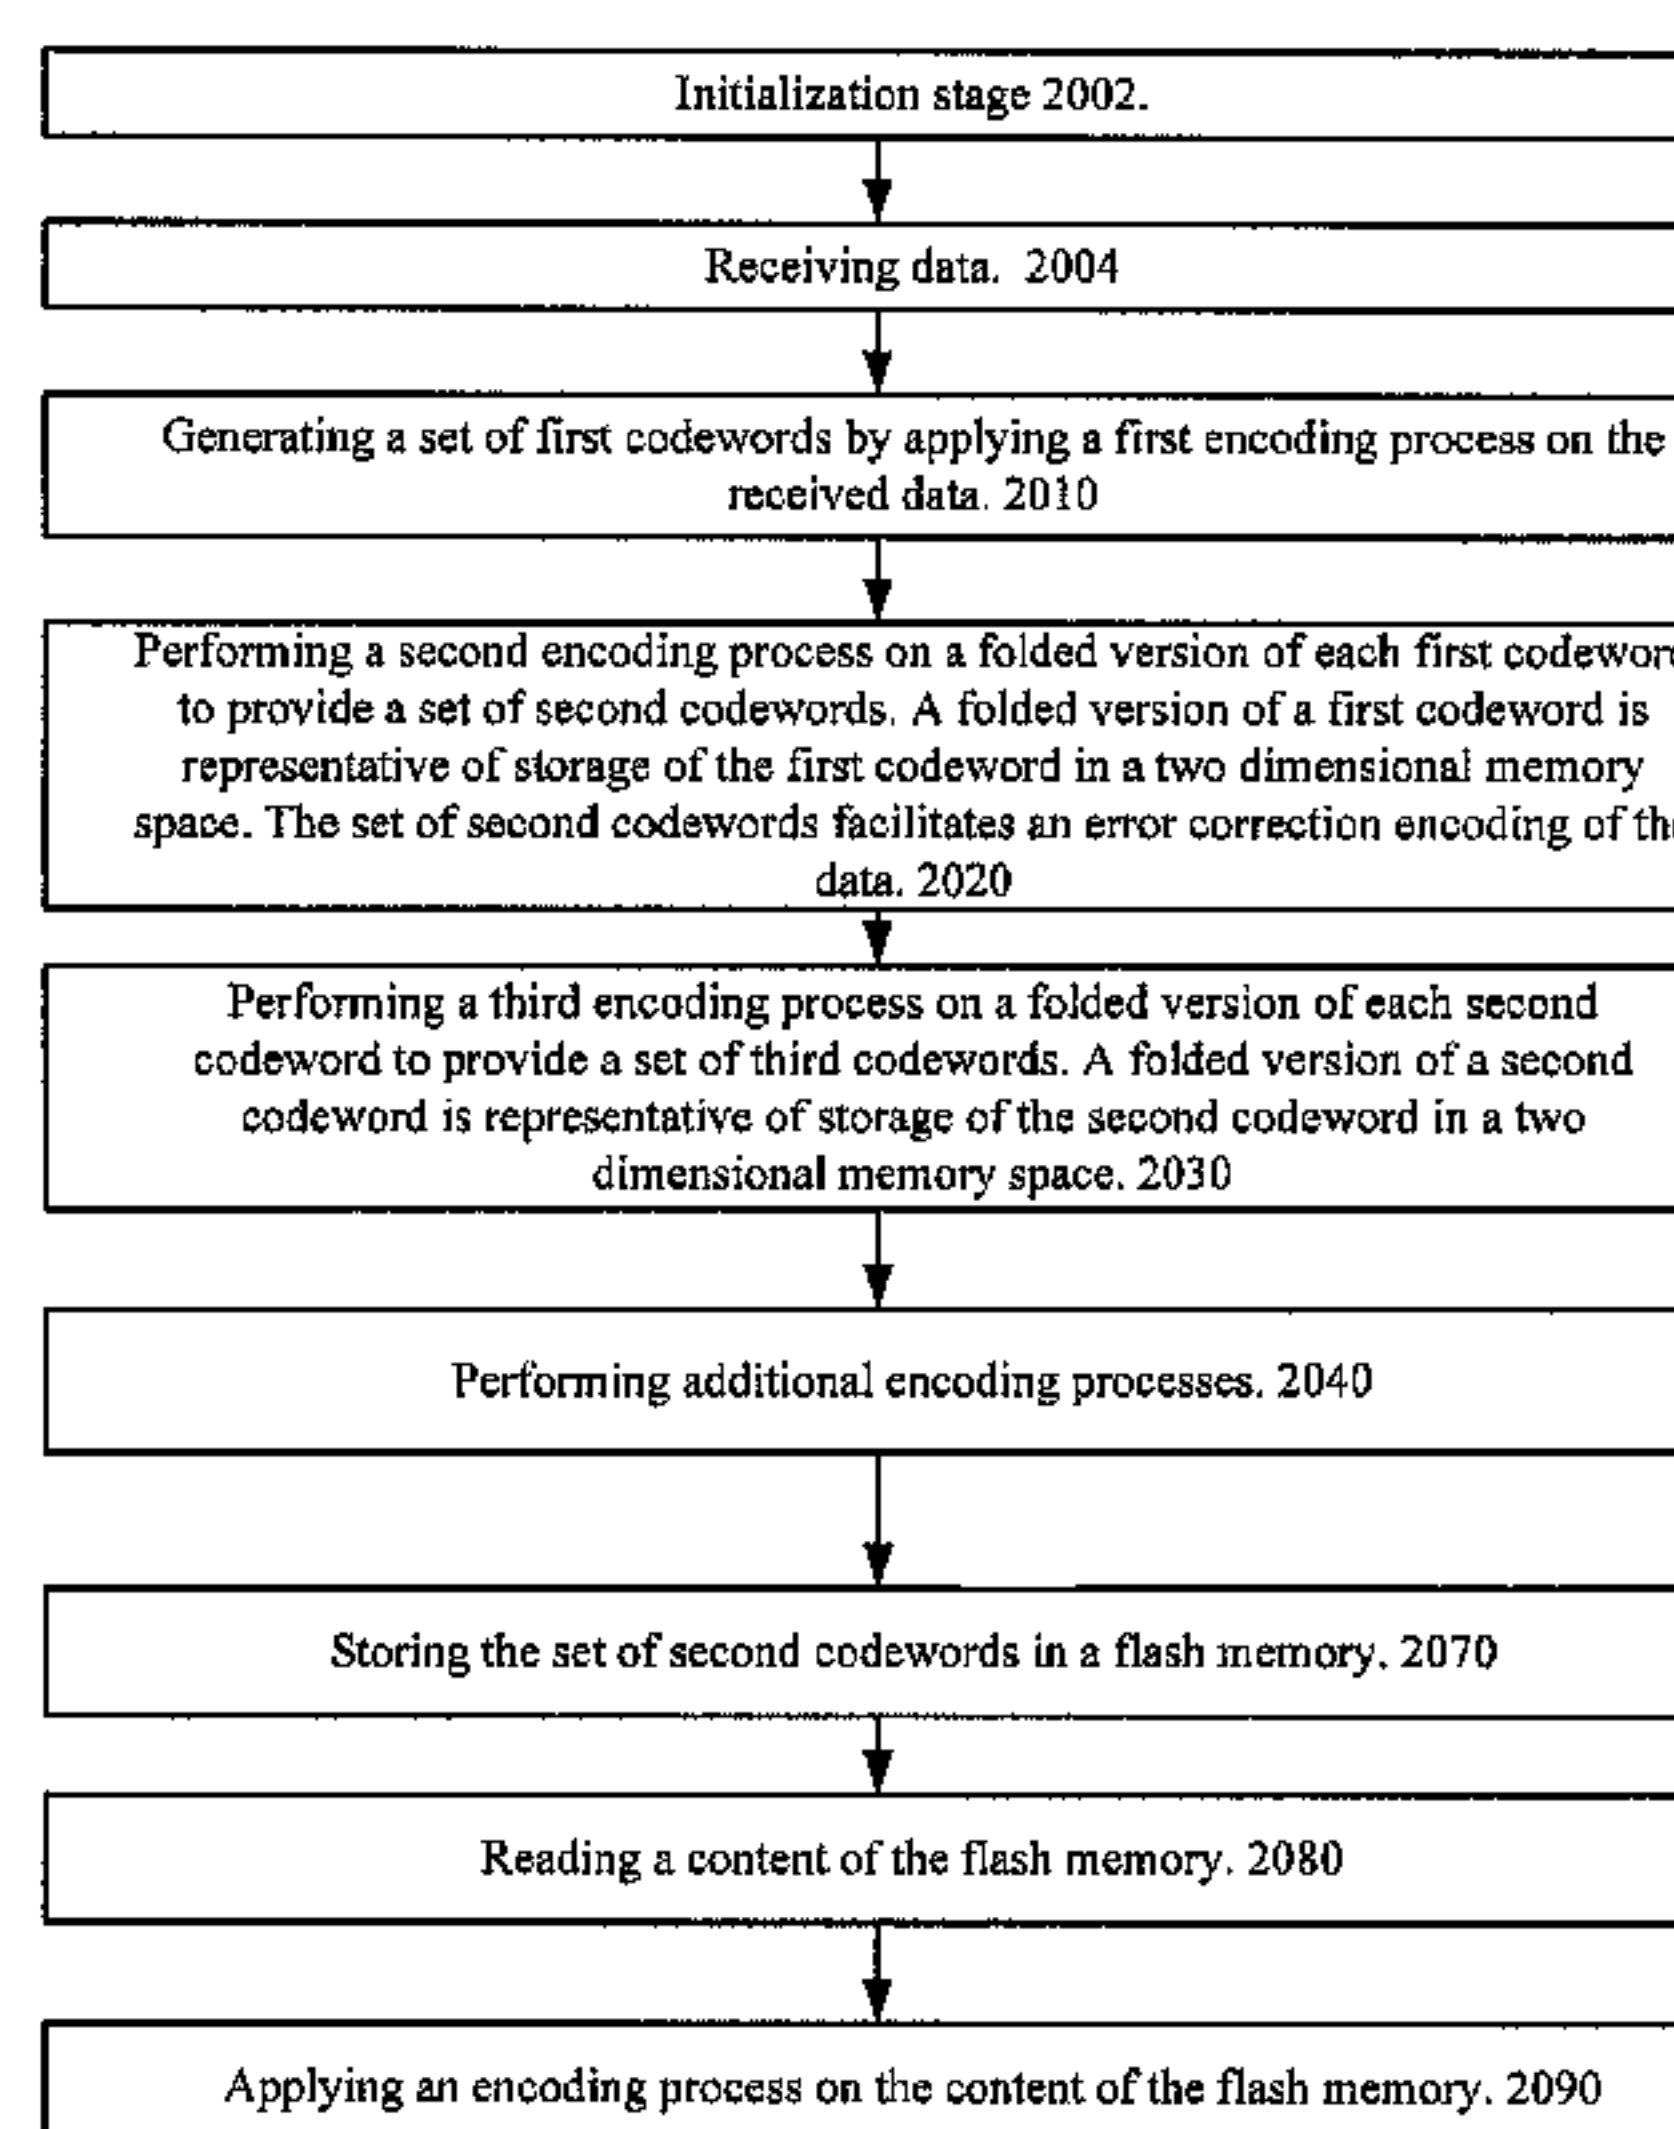 Initialization stage 2002.
Receiving data. 2004
Generating a set of first codewords by applying a first encoding process on the
received data. 2010
Performing a second encoding process on a folded version of each first codeword
to provide a set of second codewords. A folded version of a first codeword is
representative of storage of the first codeword in a two dimensional memory
space. The set of second codewords facilitates an error correction encoding of the
data. 2020
Performing a third encoding process on a folded version of each second
codeword to provide a set of third codewords. A folded version of a second
codeword is representative of storage of the second codeword in a two
dimensional memory space. 2030
Performing additional encoding processes. 2040
Storing the set of second codewords in a flash memory. 2070
Reading a content of the flash memory. 2080
Applying an encoding process on the content of the flash memory. 2090